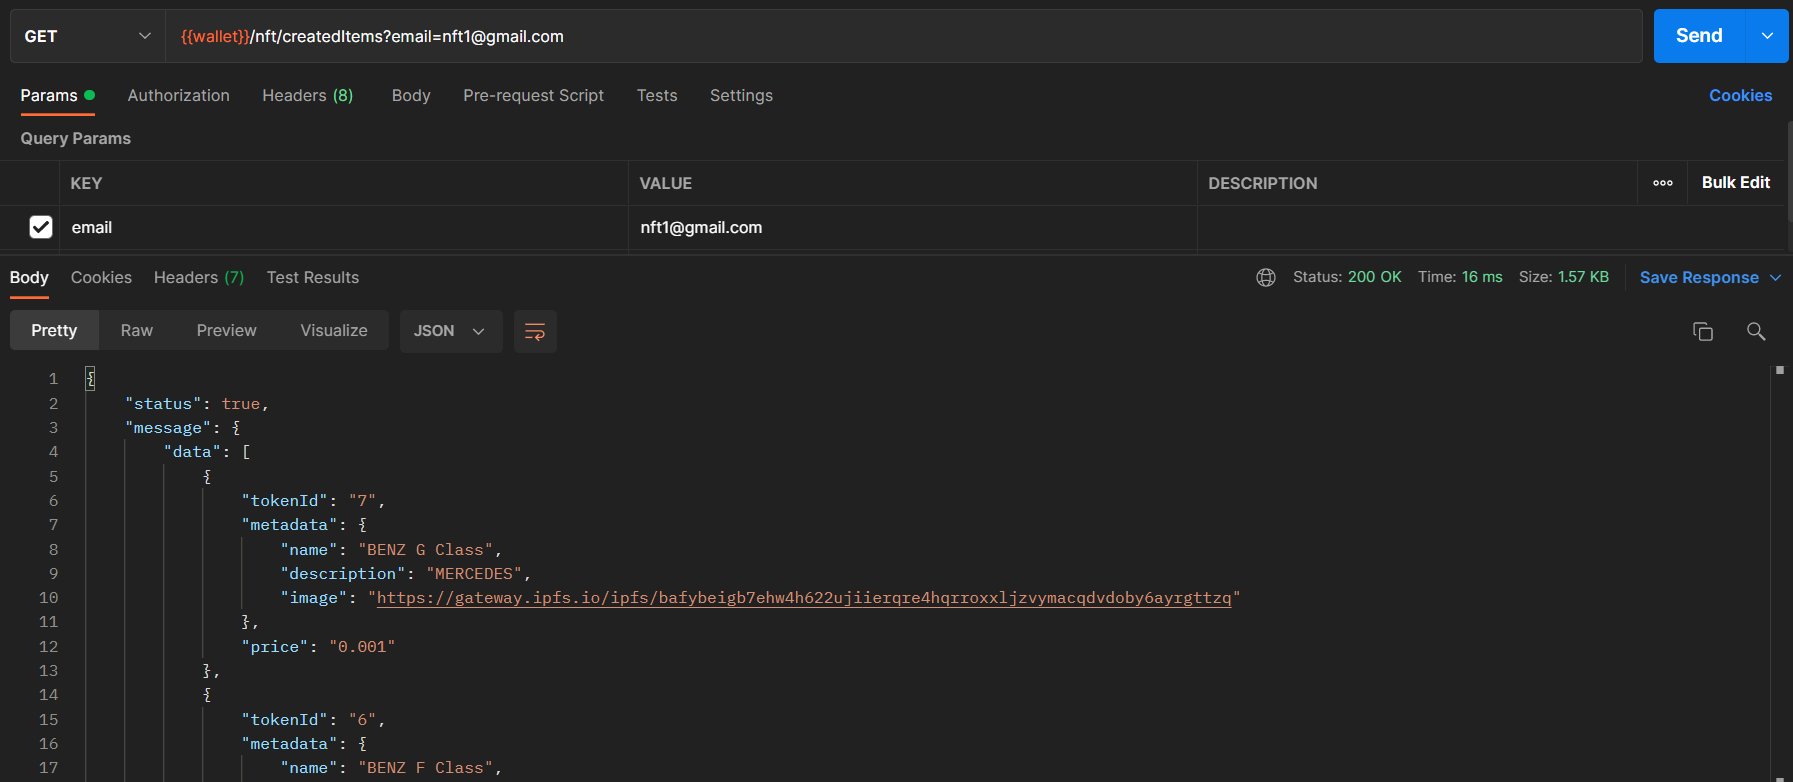 GET {{wallet}}/nft/createdItems?email=nft1@gmail.com Send
Params Authorization Headers (8) Body Pre-request Script Tests Settings Cookies
Query Params
KEY VALUE DESCRIPTION ooo Bulk Edit
email nft1@gmail.com
Body Cookies Headers (7) Test Results Status: 200 OK Time: 16 ms Size: 1.57 KB Save Response
Pretty Raw Preview Visualize JSON
1 {
2 "status": true,
3 "message": {
4 "data": [
5 {
6 "tokenId": "7",
7 "metadata": {
8 "name": "BENZ G Class",
9 "description": "MERCEDES",
10 "image": "https://gateway.ipfs.io/ipfs/bafybeigb7ehw4h622ujiierqre4hqrroxxljzvymacqdvdoby6ayrgttzq"
11 },
12 "price": "0.001"
13 },
14 {
15 "tokenId": "6",
16 "metadata": {
17 "name": "BENZ F Class",